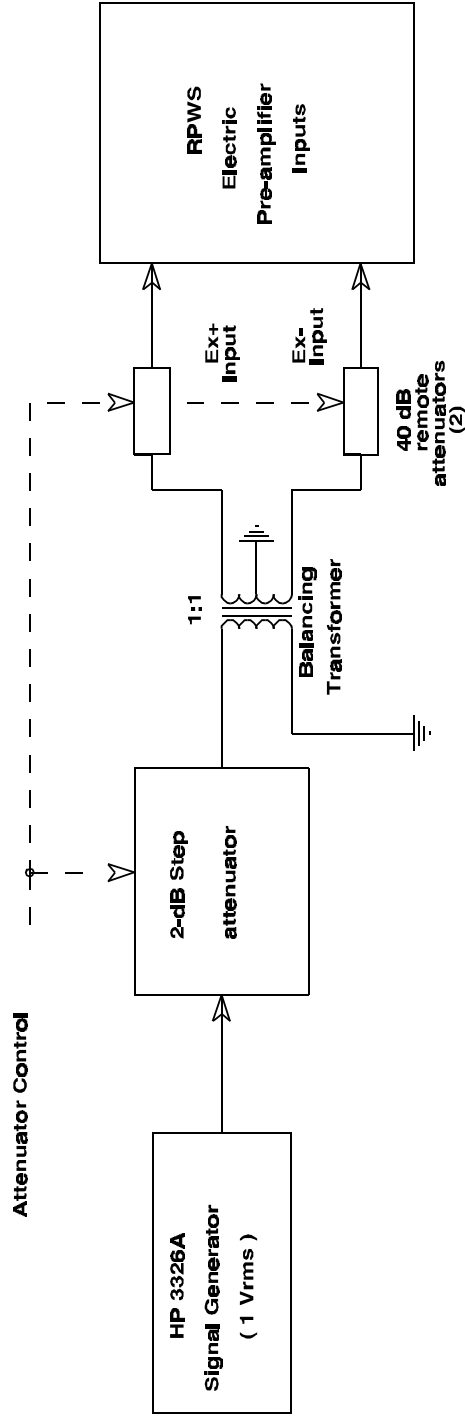 Attenuator Control
HP 3326A
Signal Generator
( 1 Vrms )
2-dB Step
attenuator
1:1
Balancing
Transformer
Ex+
Input
Ex-
Input
40 dB
remote
attenuators
(2)
RPWS
Electric
Pre-amplifier
Inputs